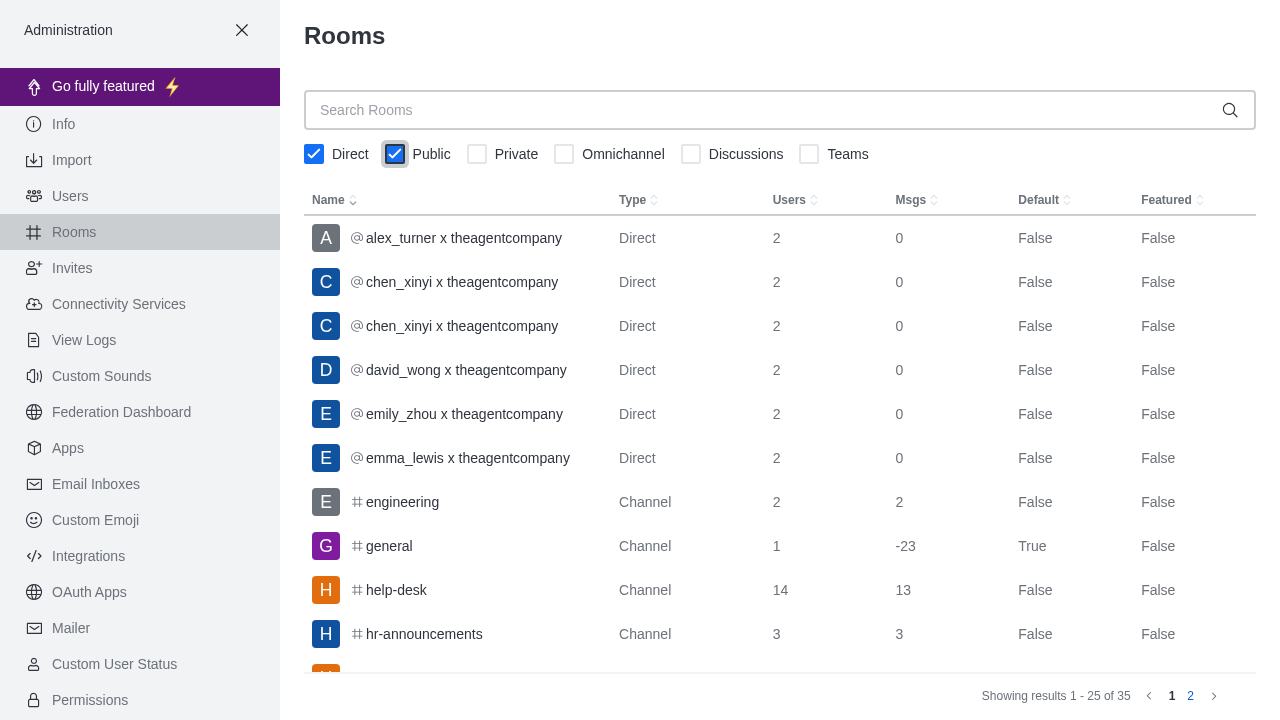 Administration
Go fully featured
Info
Import
Users
Rooms
Invites
Connectivity Services
View Logs
Custom Sounds
Federation Dashboard
Apps
Email Inboxes
Custom Emoji
Integrations
OAuth Apps
Mailer
Custom User Status
Permissions
Rooms
Search Rooms
Direct Public Private Omnichannel Discussions Teams
Name Type Users Msgs Default Featured
A @ alex_turner x theagentcompany Direct 2 0 False False
C @ chen_xinyi x theagentcompany Direct 2 0 False False
C @ chen_xinyi x theagentcompany Direct 2 0 False False
D @ david_wong x theagentcompany Direct 2 0 False False
E @ emily_zhou x theagentcompany Direct 2 0 False False
E @ emma_lewis x theagentcompany Direct 2 0 False False
E # engineering Channel 2 2 False False
G # general Channel 1 -23 True False
H # help-desk Channel 14 13 False False
H # hr-announcements Channel 3 3 False False
Showing results 1 - 25 of 35 1 2